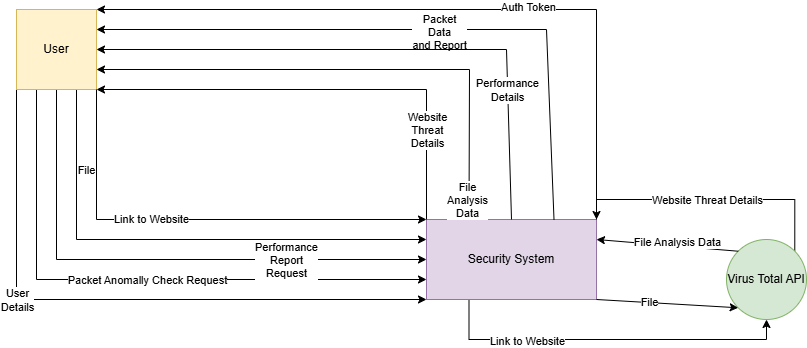 Auth Token
Packet
Data
and Report
User
Performance
Details
Website
Threat
Details
File
File
Analysis
Data
Website Threat Details
Link to Website
File Analysis Data
Performance
Report
Request
Security System
Virus Total API
Packet Anomally Check Request
User
Details
File
Link to Website